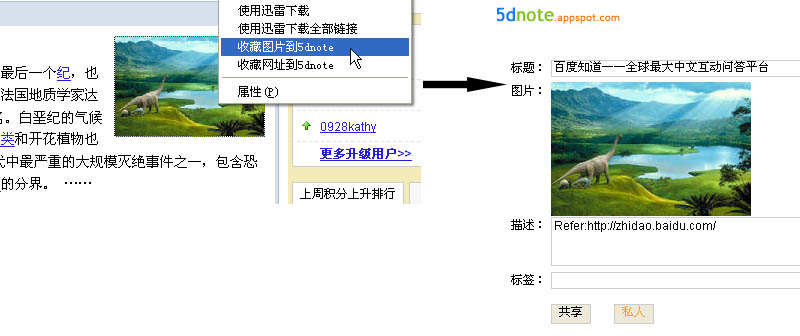 使用迅雷下载
使用迅雷下载全部链接
收藏图片到5dnote
收藏网址到5dnote
属性(P)
最后一个纪，也
法国地质学家达
。白垩纪的气候
类和开花植物也
代中最严重的大规模灭绝事件之一，包含恐
的分界。 ……
0928kathy
更多升级用户>>
上周积分上升排行
5dnote.appspot.com
标题： 百度知道——全球最大中文互动问答平台
图片：
描述： Refer:http://zhidao.baidu.com/
标签：
共享 私人